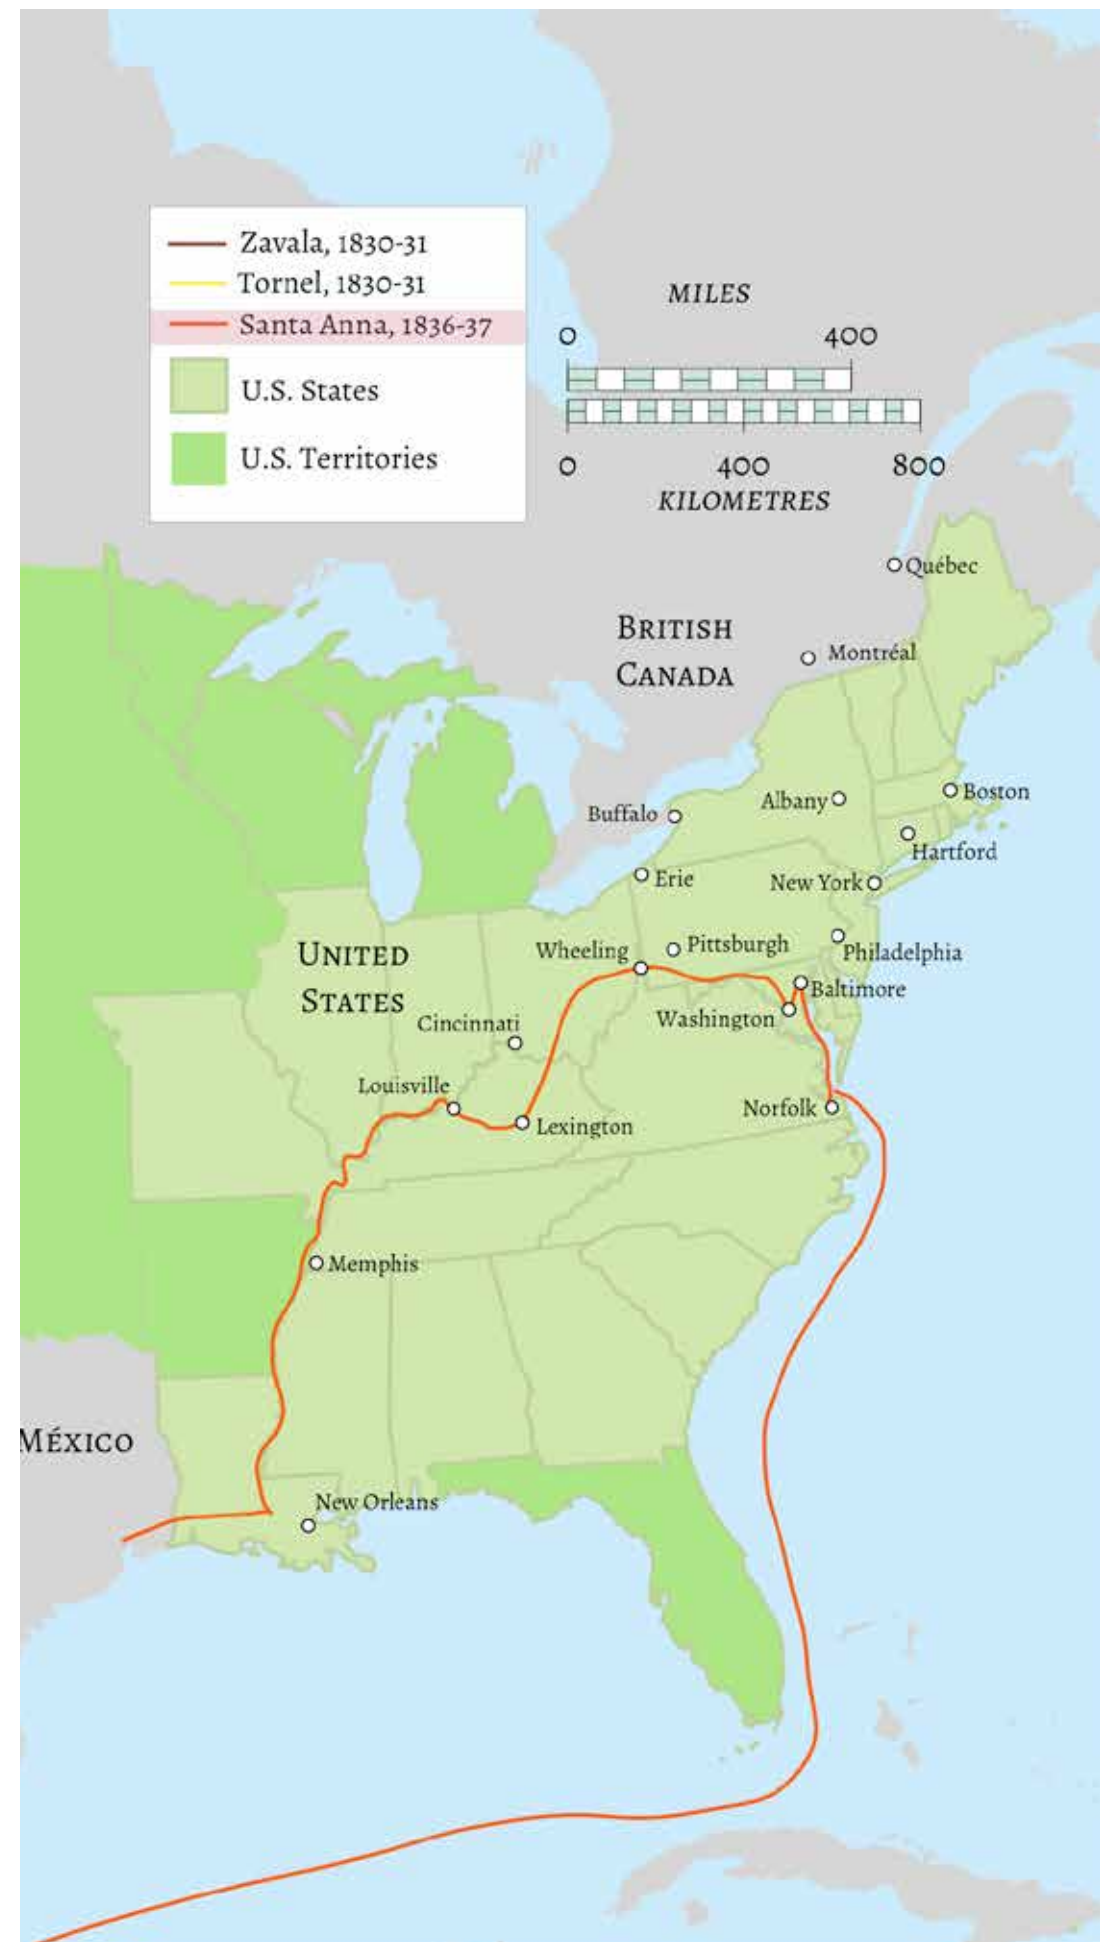 Zavala, 1830-31
Tornel, 1830-31
Santa Anna, 1836-37
U.S. States
U.S. Territories
MILES
0 400
0 400 800
KILOMETRES
Québec
BRITISH
CANADA
Montréal
Boston
Albany
Buffalo
Hartford
Erie
New York
UNITED
STATES
Wheeling
Pittsburgh
Philadelphia
Baltimore
Washington
Cincinnati
Louisville
Norfolk
Lexington
Memphis
MÉXICO
New Orleans